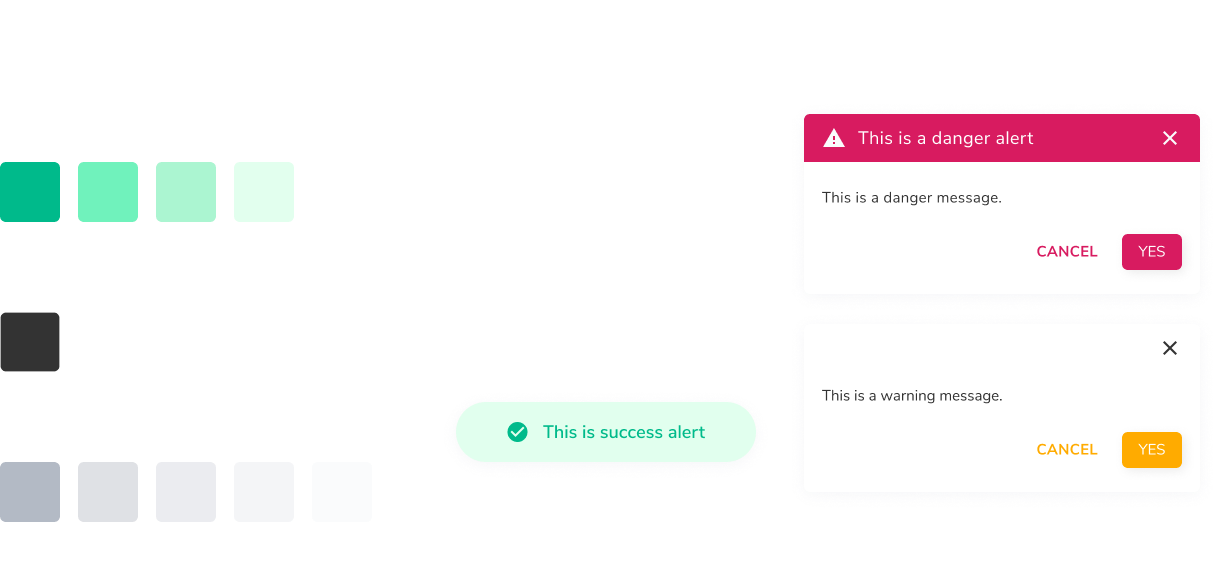 This is a danger alert
This is a danger message.
CANCEL YES
This is a warning message.
This is success alert
CANCEL YES